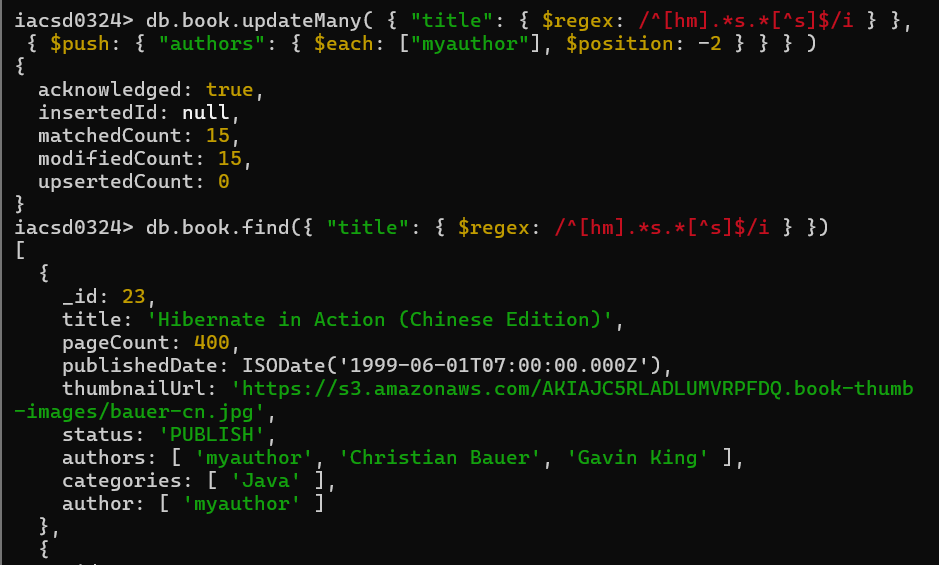 iacsd0324> db.book.updateMany( { "title": { $regex: /^[hm].*s.*[^s]$/i } },
 { $push: { "authors": { $each: ["myauthor"], $position: -2 } } } )
{
  acknowledged: true,
  insertedId: null,
  matchedCount: 15,
  modifiedCount: 15,
  upsertedCount: 0
}
iacsd0324> db.book.find({ "title": { $regex: /^[hm].*s.*[^s]$/i } })
[
  {
    _id: 23,
    title: 'Hibernate in Action (Chinese Edition)',
    pageCount: 400,
    publishedDate: ISODate('1999-06-01T07:00:00.000Z'),
    thumbnailUrl: 'https://s3.amazonaws.com/AKIAJC5RLADLUMVRPFDQ.book-thumb
-images/bauer-cn.jpg',
    status: 'PUBLISH',
    authors: [ 'myauthor', 'Christian Bauer', 'Gavin King' ],
    categories: [ 'Java' ],
    author: [ 'myauthor' ]
  },
  {